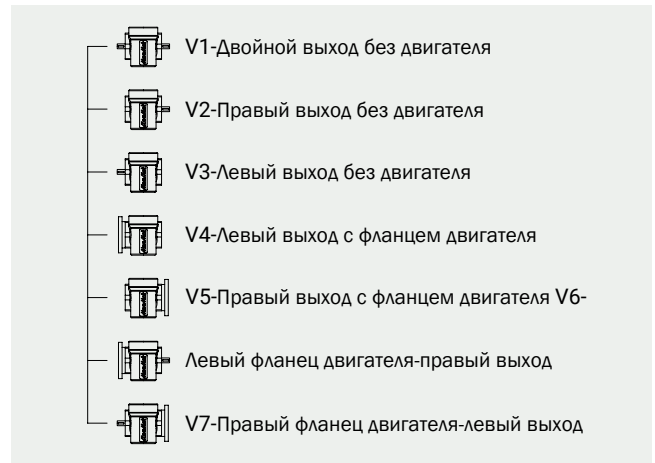 V1-Двойной выход без двигателя
V2-Правый выход без двигателя
V3-Левый выход без двигателя
V4-Левый выход с фланцем двигателя
V5-Правый выход с фланцем двигателя V6-
Левый фланец двигателя-правый выход
V7-Правый фланец двигателя-левый выход